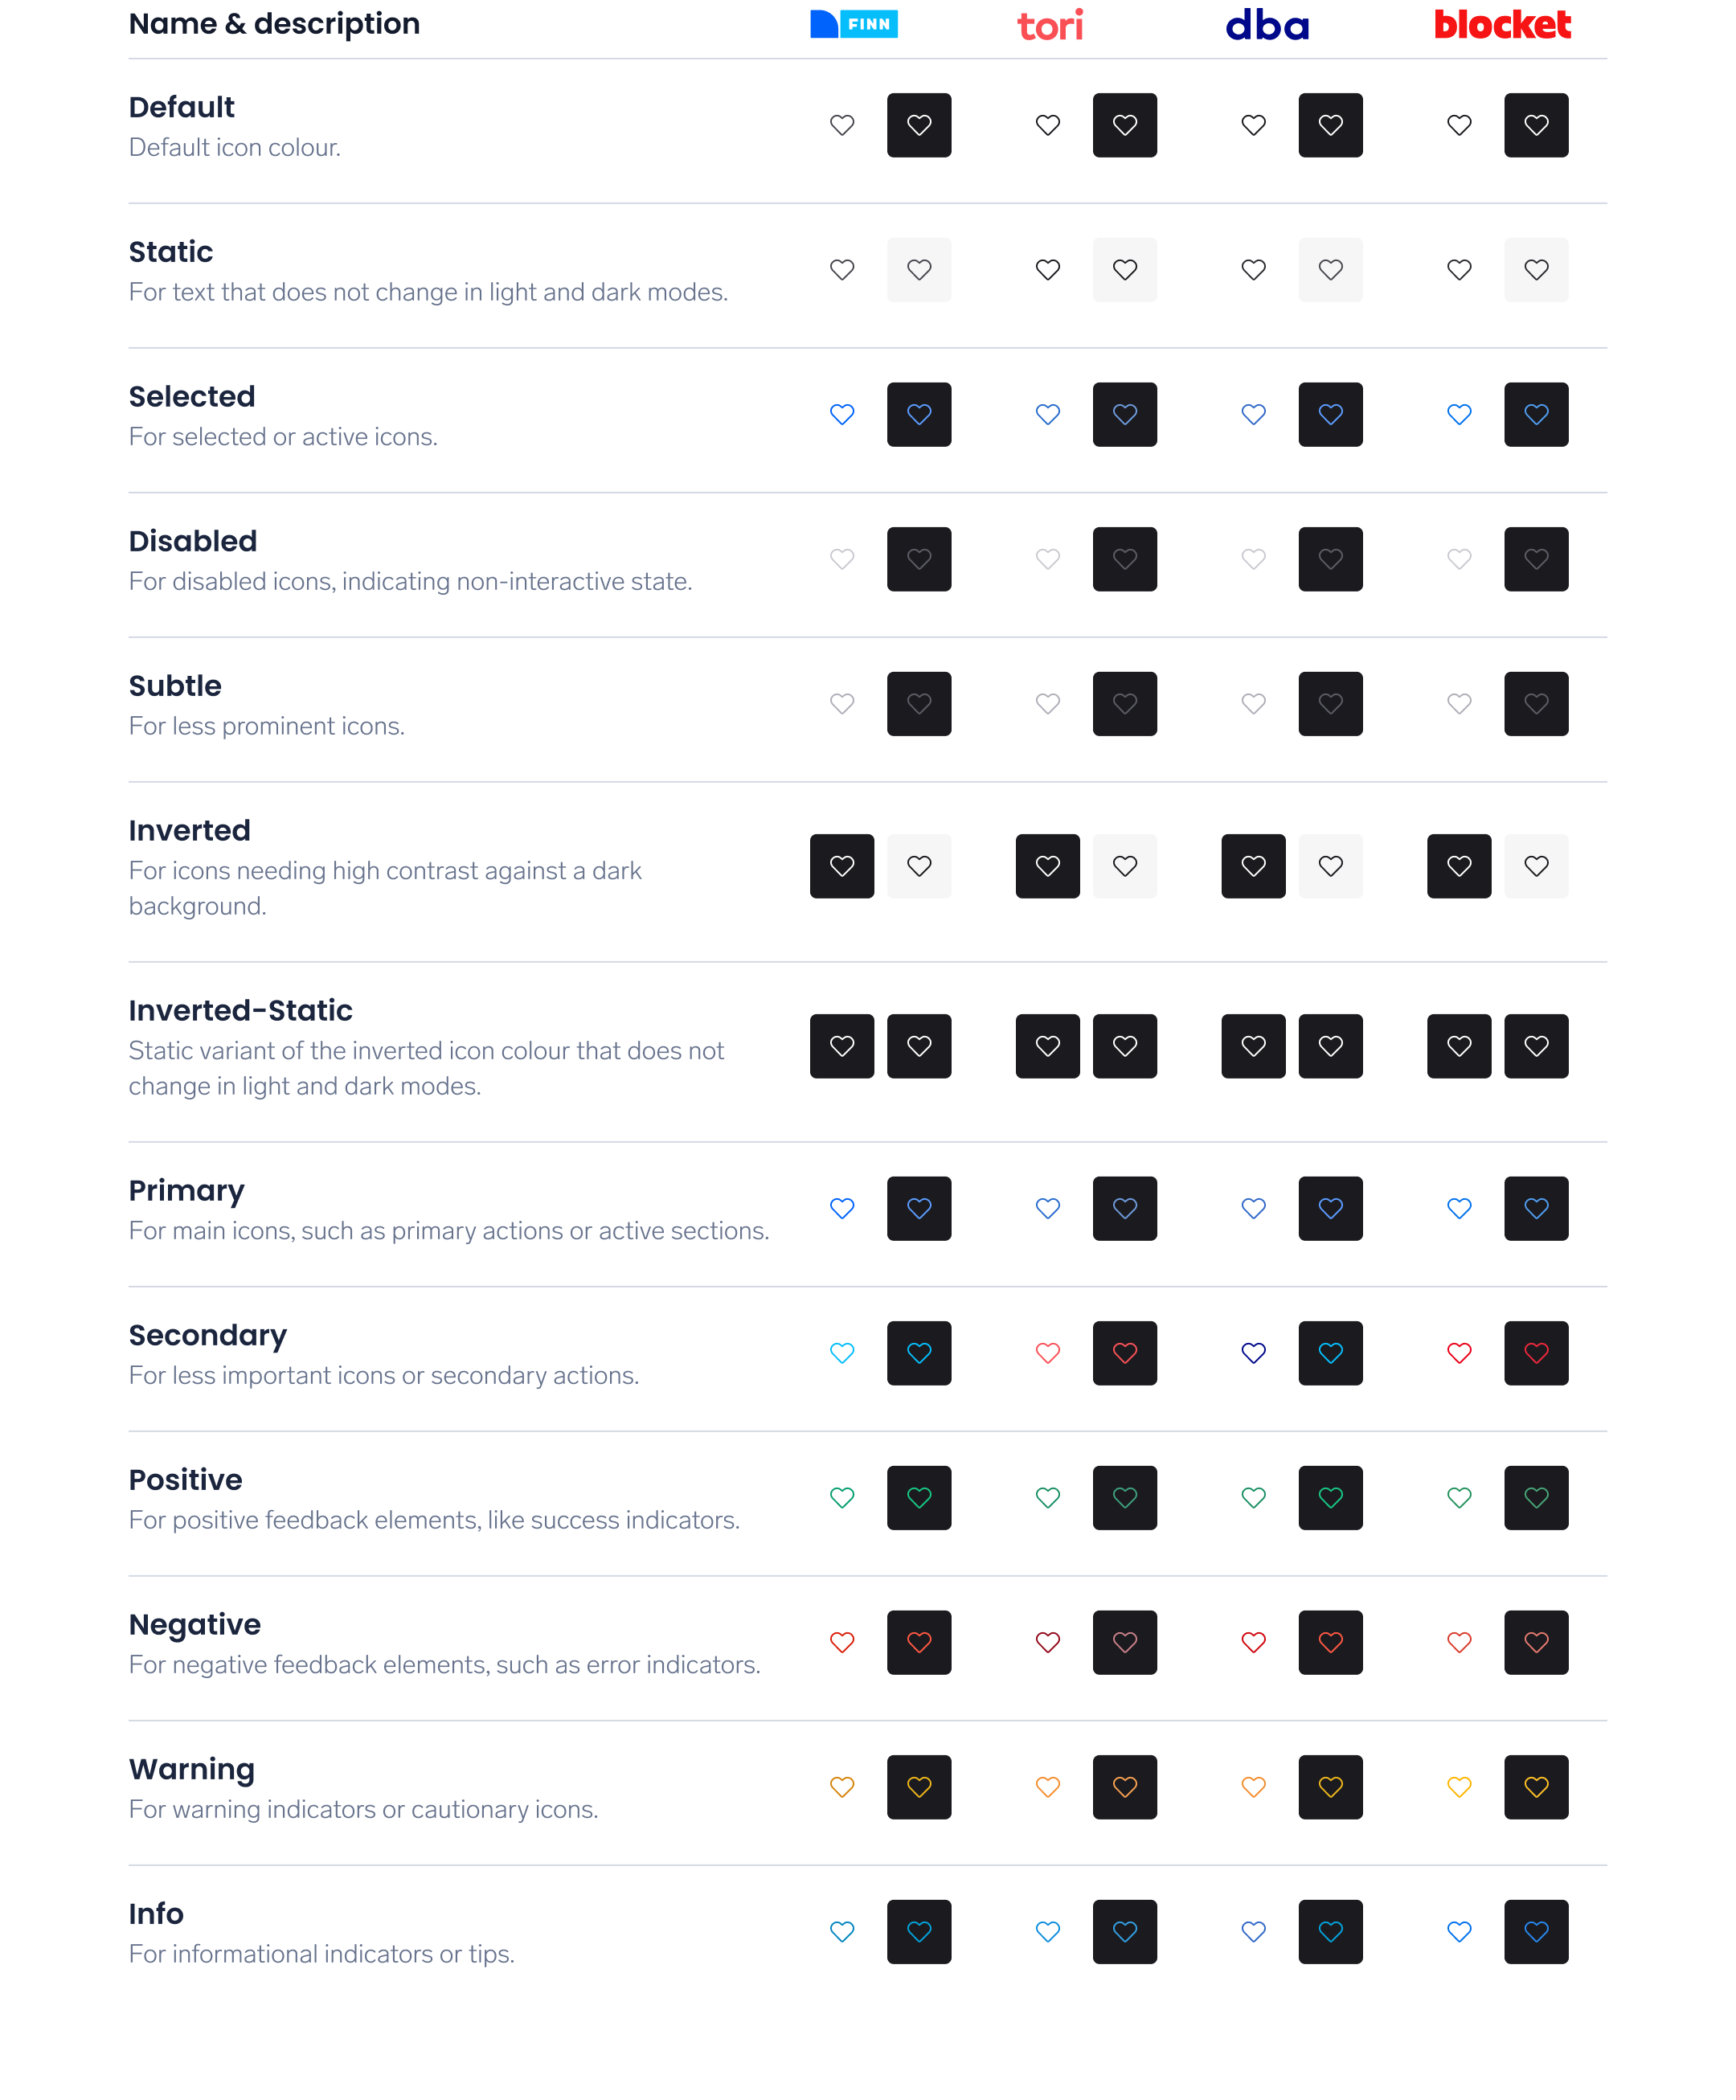 Name & description FINN tori dba blocket
Default
Default icon colour.
Static
For text that does not change in light and dark modes.
Selected
For selected or active icons.
Disabled
For disabled icons, indicating non-interactive state.
Subtle
For less prominent icons.
Inverted
For icons needing high contrast against a dark
background.
Inverted-Static
Static variant of the inverted icon colour that does not
change in light and dark modes.
Primary
For main icons, such as primary actions or active sections.
Secondary
For less important icons or secondary actions.
Positive
For positive feedback elements, like success indicators.
Negative
For negative feedback elements, such as error indicators.
Warning
For warning indicators or cautionary icons.
Info
For informational indicators or tips.